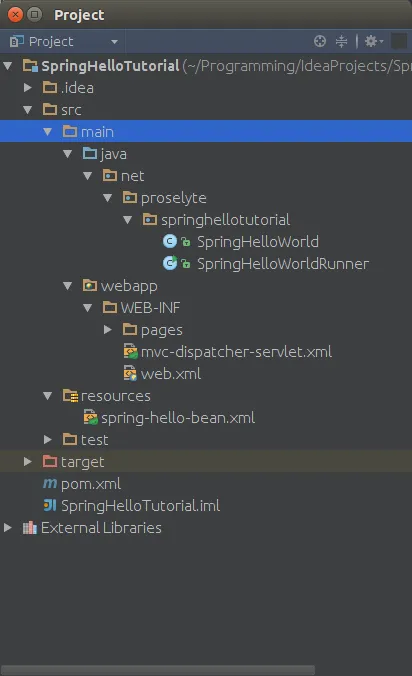 Project
Project
SpringHelloTutorial (~/Programming/IdeaProjects/Sp
.idea
src
main
java
net
proselyte
springhellotutorial
SpringHelloWorld
SpringHelloWorldRunner
webapp
WEB-INF
pages
mvc-dispatcher-servlet.xml
web.xml
resources
spring-hello-bean.xml
test
target
pom.xml
SpringHelloTutorial.iml
External Libraries